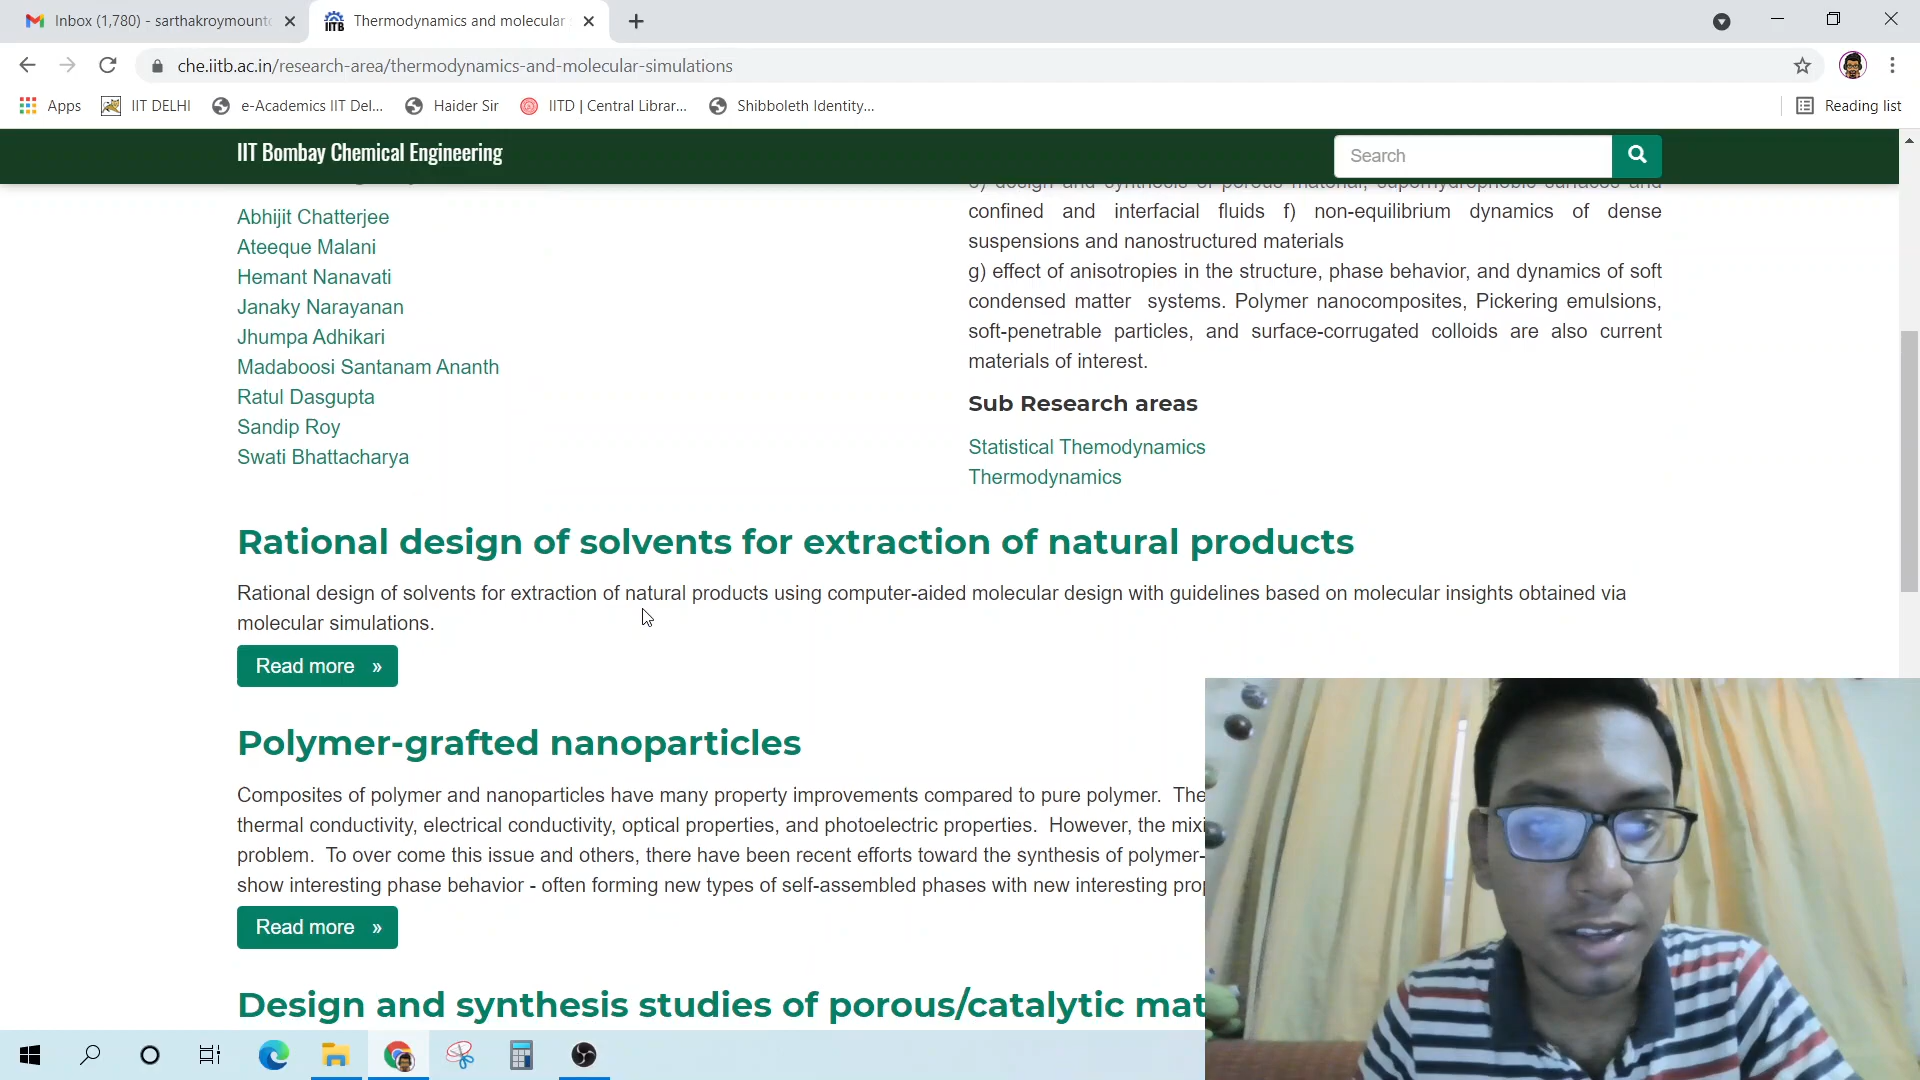 Inbox (1,780) - sarthakroymount
Thermodynamics and molecular
che.iitb.ac.in/research-area/thermodynamics-and-molecular-simulations
Apps
IIT DELHI
e-Academics IIT Del...
Haider Sir
IITD | Central Librar...
Shibboleth Identity...
Reading list
IIT Bombay Chemical Engineering
Search
e) design and synthesis of porous material, superhydrophobic surfaces and
confined and interfacial fluids f) non-equilibrium dynamics of dense
suspensions and nanostructured materials
g) effect of anisotropies in the structure, phase behavior, and dynamics of soft
condensed matter systems. Polymer nanocomposites, Pickering emulsions,
soft-penetrable particles, and surface-corrugated colloids are also current
materials of interest.
Sub Research areas
Statistical Themodynamics
Thermodynamics
Abhijit Chatterjee
Ateeque Malani
Hemant Nanavati
Janaky Narayanan
Jhumpa Adhikari
Madaboosi Santanam Ananth
Ratul Dasgupta
Sandip Roy
Swati Bhattacharya
Rational design of solvents for extraction of natural products
Rational design of solvents for extraction of natural products using computer-aided molecular design with guidelines based on molecular insights obtained via
molecular simulations.
Read more »
Polymer-grafted nanoparticles
Composites of polymer and nanoparticles have many property improvements compared to pure polymer. The
thermal conductivity, electrical conductivity, optical properties, and photoelectric properties. However, the mixi
problem. To over come this issue and others, there have been recent efforts toward the synthesis of polymer-
show interesting phase behavior - often forming new types of self-assembled phases with new interesting prop
Read more »
Design and synthesis studies of porous/catalytic mat